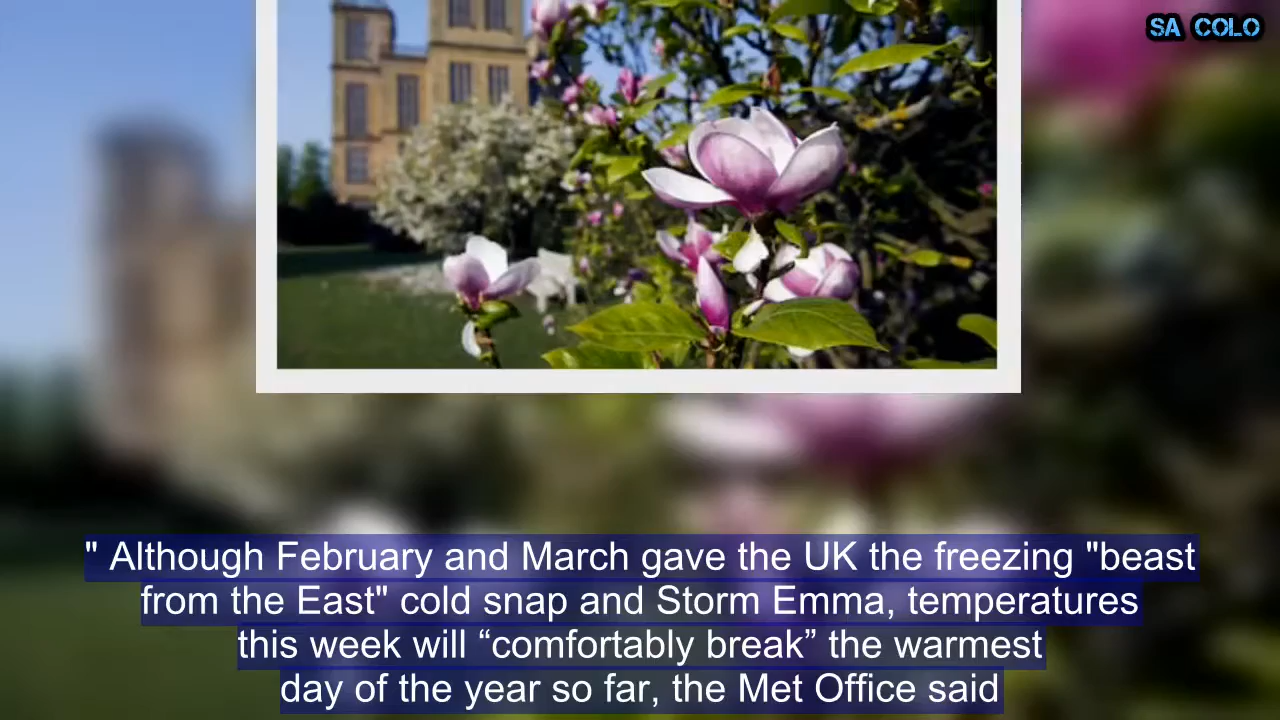 SA COLO
" Although February and March gave the UK the freezing "beast
from the East" cold snap and Storm Emma, temperatures
this week will “comfortably break” the warmest
day of the year so far, the Met Office said